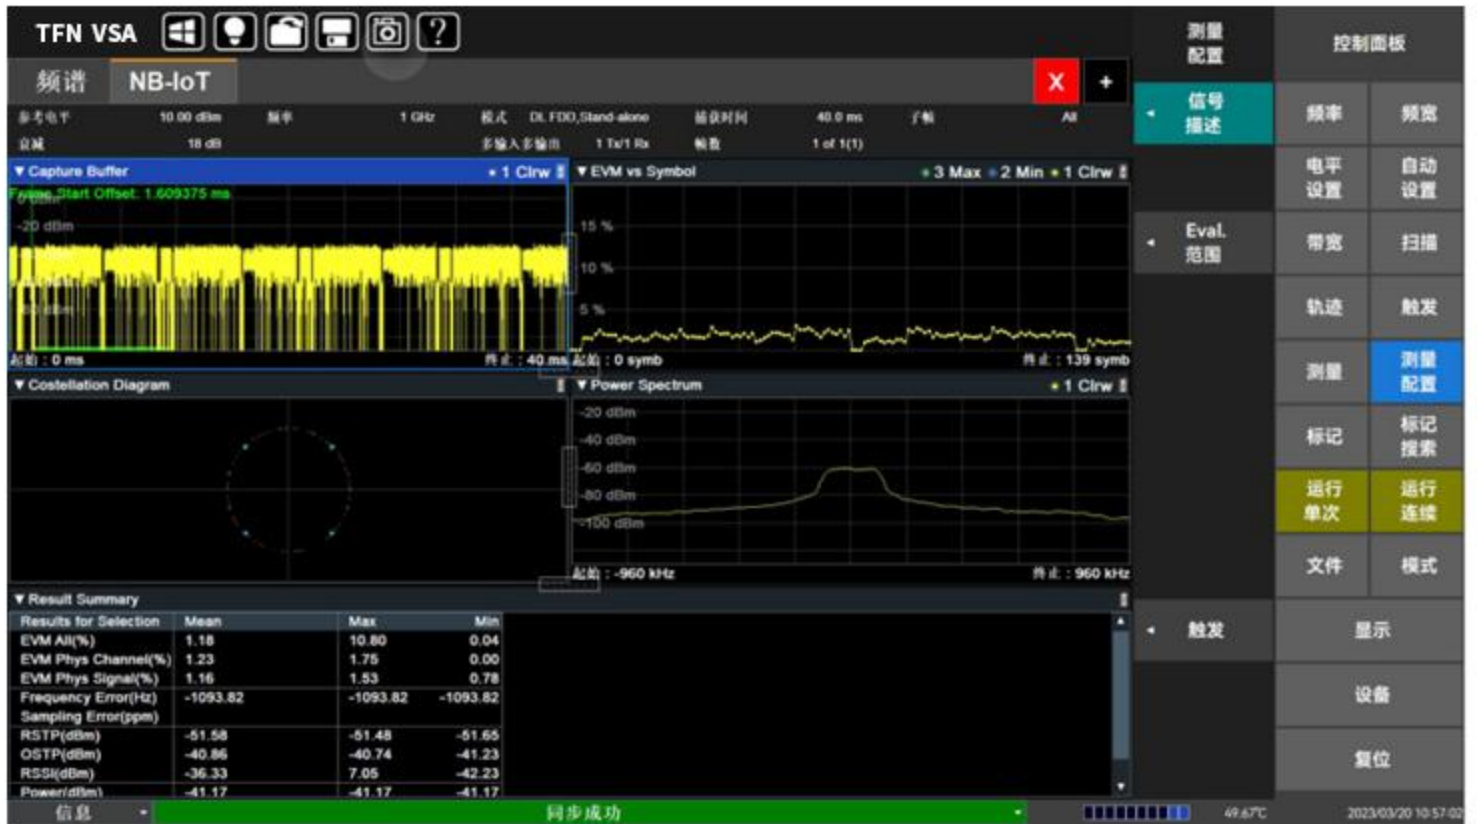 TFN VSA
频谱 NB-IoT X +
参考电平 10.00 dBm 频率 1 GHz 模式 DL FDD,Stand-alone 捕获时间 40.0 ms 子帧 All
衰减 18 dB 多输入多输出 1 Tx/1 Rx 帧数 1 of 1(1)
Capture Buffer 1 Clrw
Frame Start Offset: 1.609375 ms
-20 dBm
起始 : 0 ms 终止 : 40 ms
EVM vs Symbol 3 Max 2 Min 1 Clrw
15 %
10 %
5 %
起始 : 0 symb 终止 : 139 symb
Costellation Diagram
Power Spectrum 1 Clrw
-20 dBm
-40 dBm
-60 dBm
-80 dBm
-100 dBm
起始 : -960 kHz 终止 : 960 kHz
Result Summary
Results for Selection Mean Max Min
EVM All(%) 1.18 10.80 0.04
EVM Phys Channel(%) 1.23 1.75 0.00
EVM Phys Signal(%) 1.16 1.53 0.78
Frequency Error(Hz) -1093.82 -1093.82 -1093.82
Sampling Error(ppm)
RSTP(dBm) -51.58 -51.48 -51.65
OSTP(dBm) -40.86 -40.74 -41.23
RSSI(dBm) -36.33 7.05 -42.23
Power(dBm) -41.17 -41.17 -41.17
信息 同步成功 49.67℃ 2023/03/20 10:57:02
测量
配置
信号
描述
Eval.
范围
触发
控制面板
频率 频宽
电平
设置
自动
设置
带宽 扫描
轨迹 触发
测量
测量
配置
标记
标记
搜索
运行
单次
运行
连续
文件 模式
显示
设备
复位